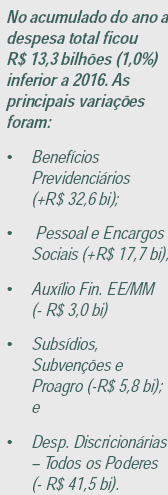 No acumulado do ano a
despesa total ficou
R$ 13,3 bilhões (1,0%)
inferior a 2016. As
principais variações
foram:
• Benefícios
Previdenciários
(+R$ 32,6 bi);
• Pessoal e Encargos
Sociais (+R$ 17,7 bi);
• Auxílio Fin. EE/MM
(- R$ 3,0 bi)
• Subsídios,
Subvenções e
Proagro (-R$ 5,8 bi);
e
• Desp. Discricionárias
– Todos os Poderes
(- R$ 41,5 bi).